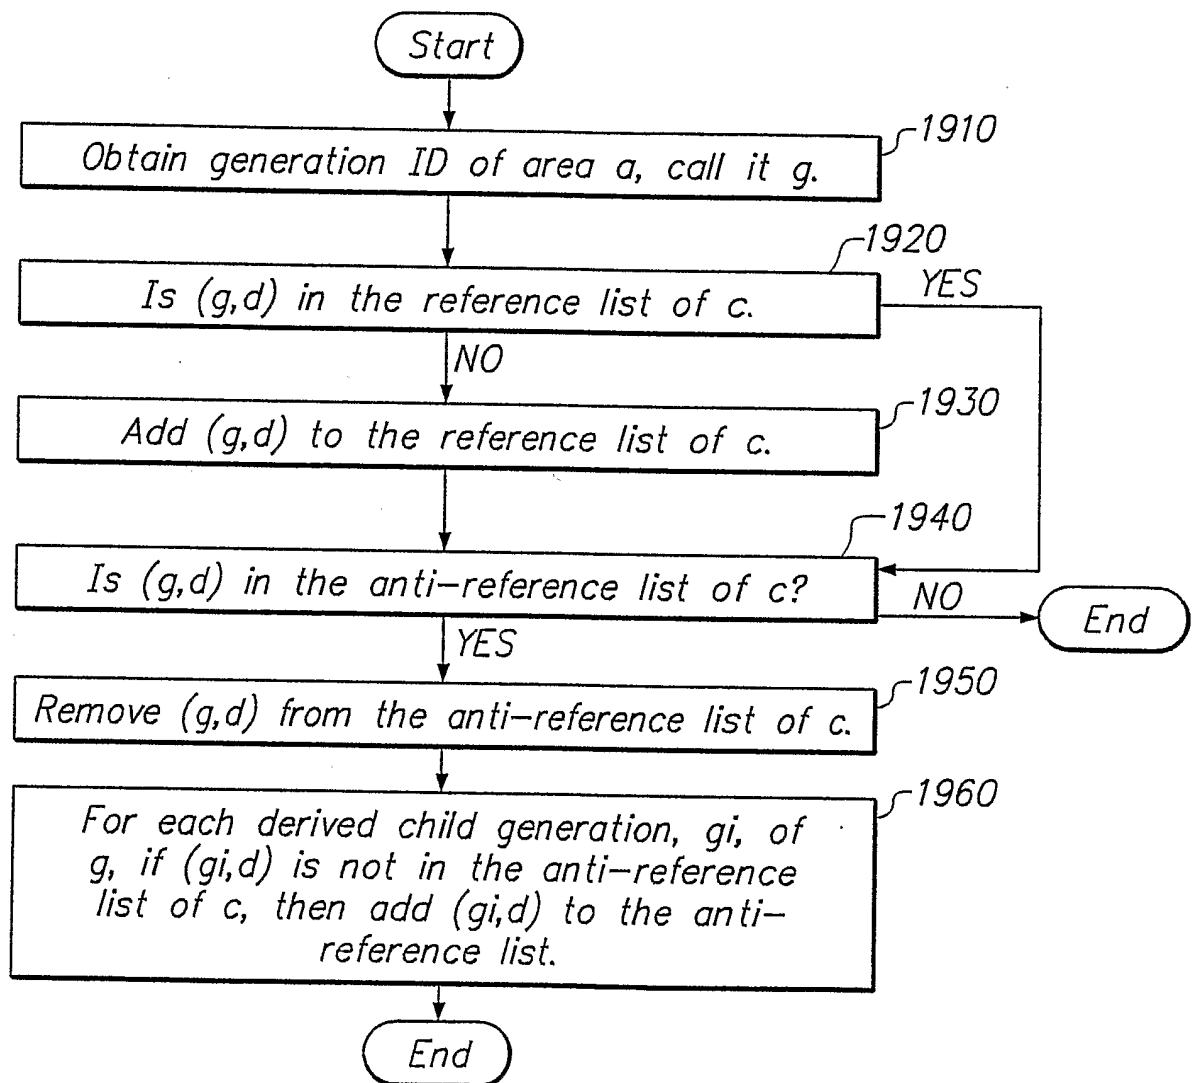 Start
1910
Obtain generation ID of area a, call it g.
1920
Is (g,d) in the reference list of c.
YES
NO
1930
Add (g,d) to the reference list of c.
1940
Is (g,d) in the anti-reference list of c?
NO
End
YES
1950
Remove (g,d) from the anti-reference list of c.
1960
For each derived child generation, gi, of
g, if (gi,d) is not in the anti-reference
list of c, then add (gi,d) to the anti-
reference list.
End